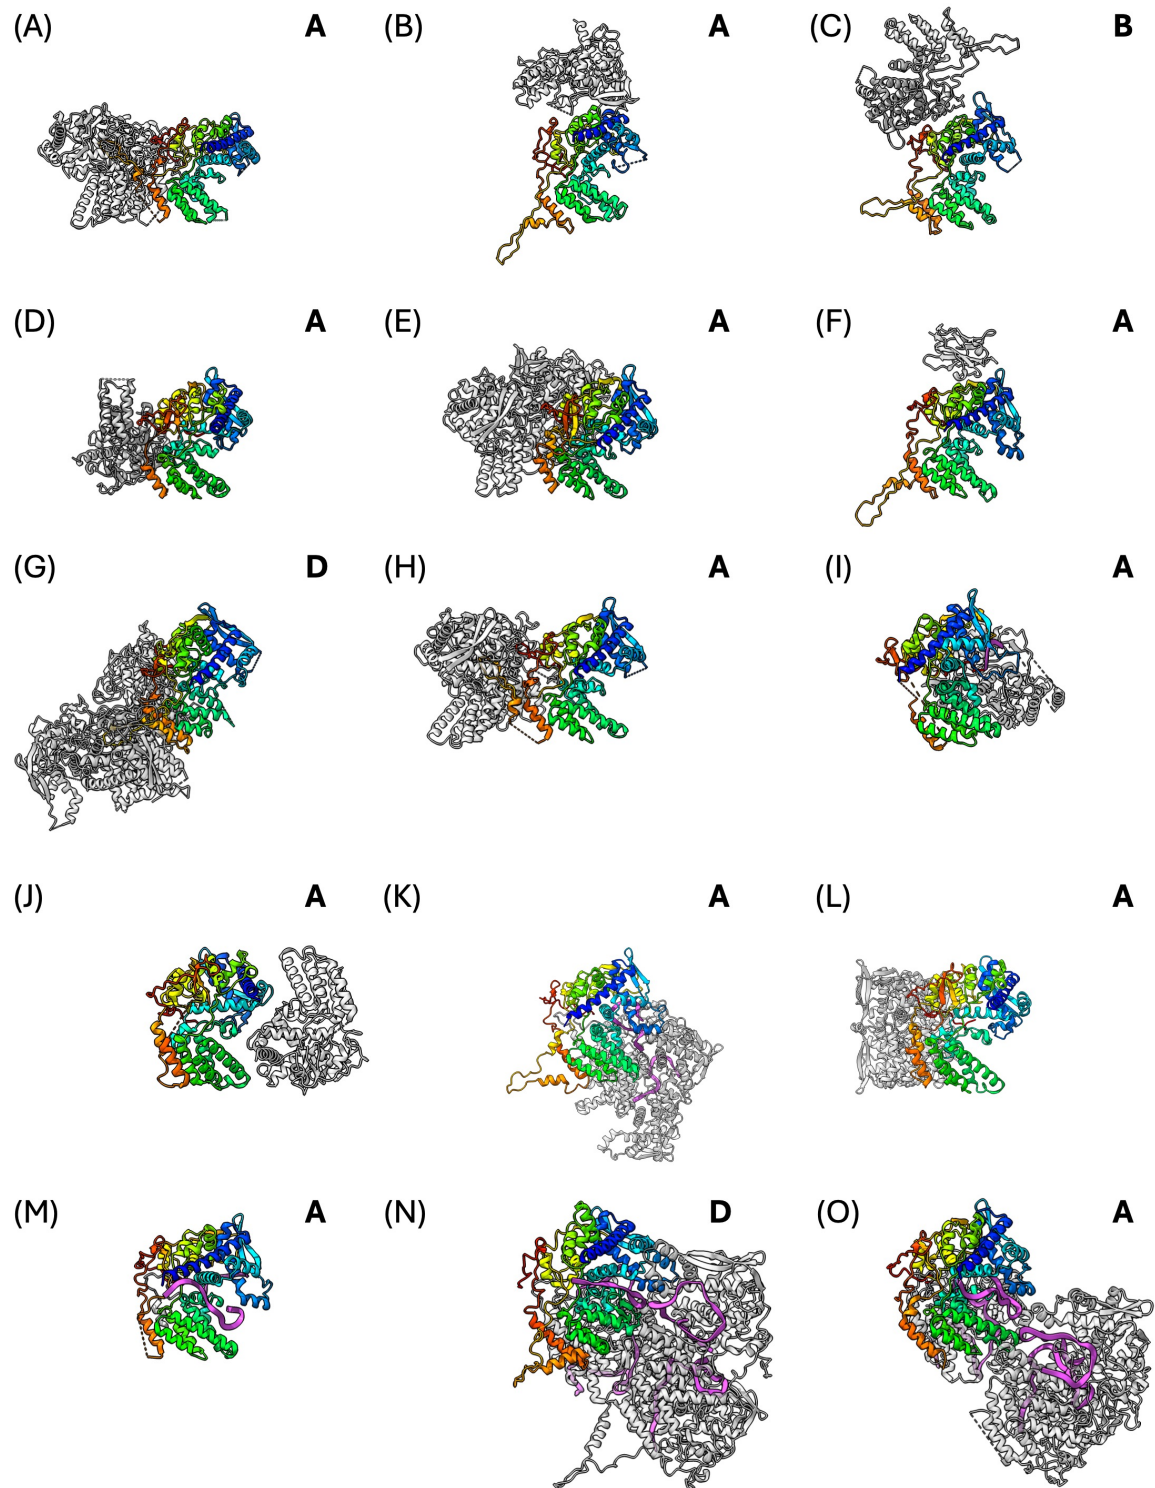 (A) A (B) A (C) B
(D) A (E) A (F) A
(G) D (H) A (I) A
(J) A (K) A (L) A
(M) A (N) D (O) A